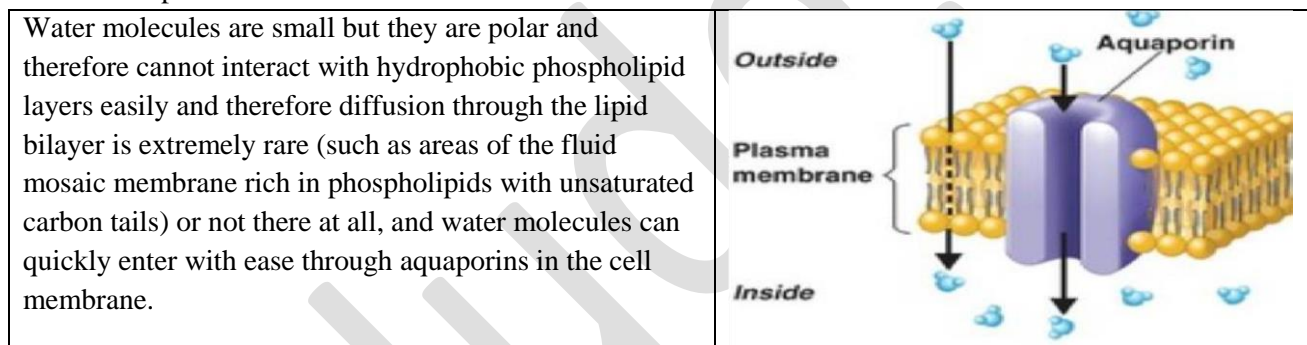 Water molecules are small but they are polar and
therefore cannot interact with hydrophobic phospholipid
layers easily and therefore diffusion through the lipid
bilayer is extremely rare (such as areas of the fluid
mosaic membrane rich in phospholipids with unsaturated
carbon tails) or not there at all, and water molecules can
quickly enter with ease through aquaporins in the cell
membrane.
Outside
Aquaporin
Plasma
membrane
Inside